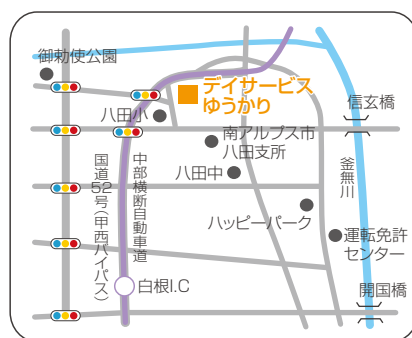 御勅使公園
デイサービス
ゆうかり
八田小
信玄橋
南アルプス市
八田支所
八田中
釜無川
中部横断自動車道
国道52号(甲西バイパス)
ハッピーパーク
運転免許
センター
白根I.C
開国橋